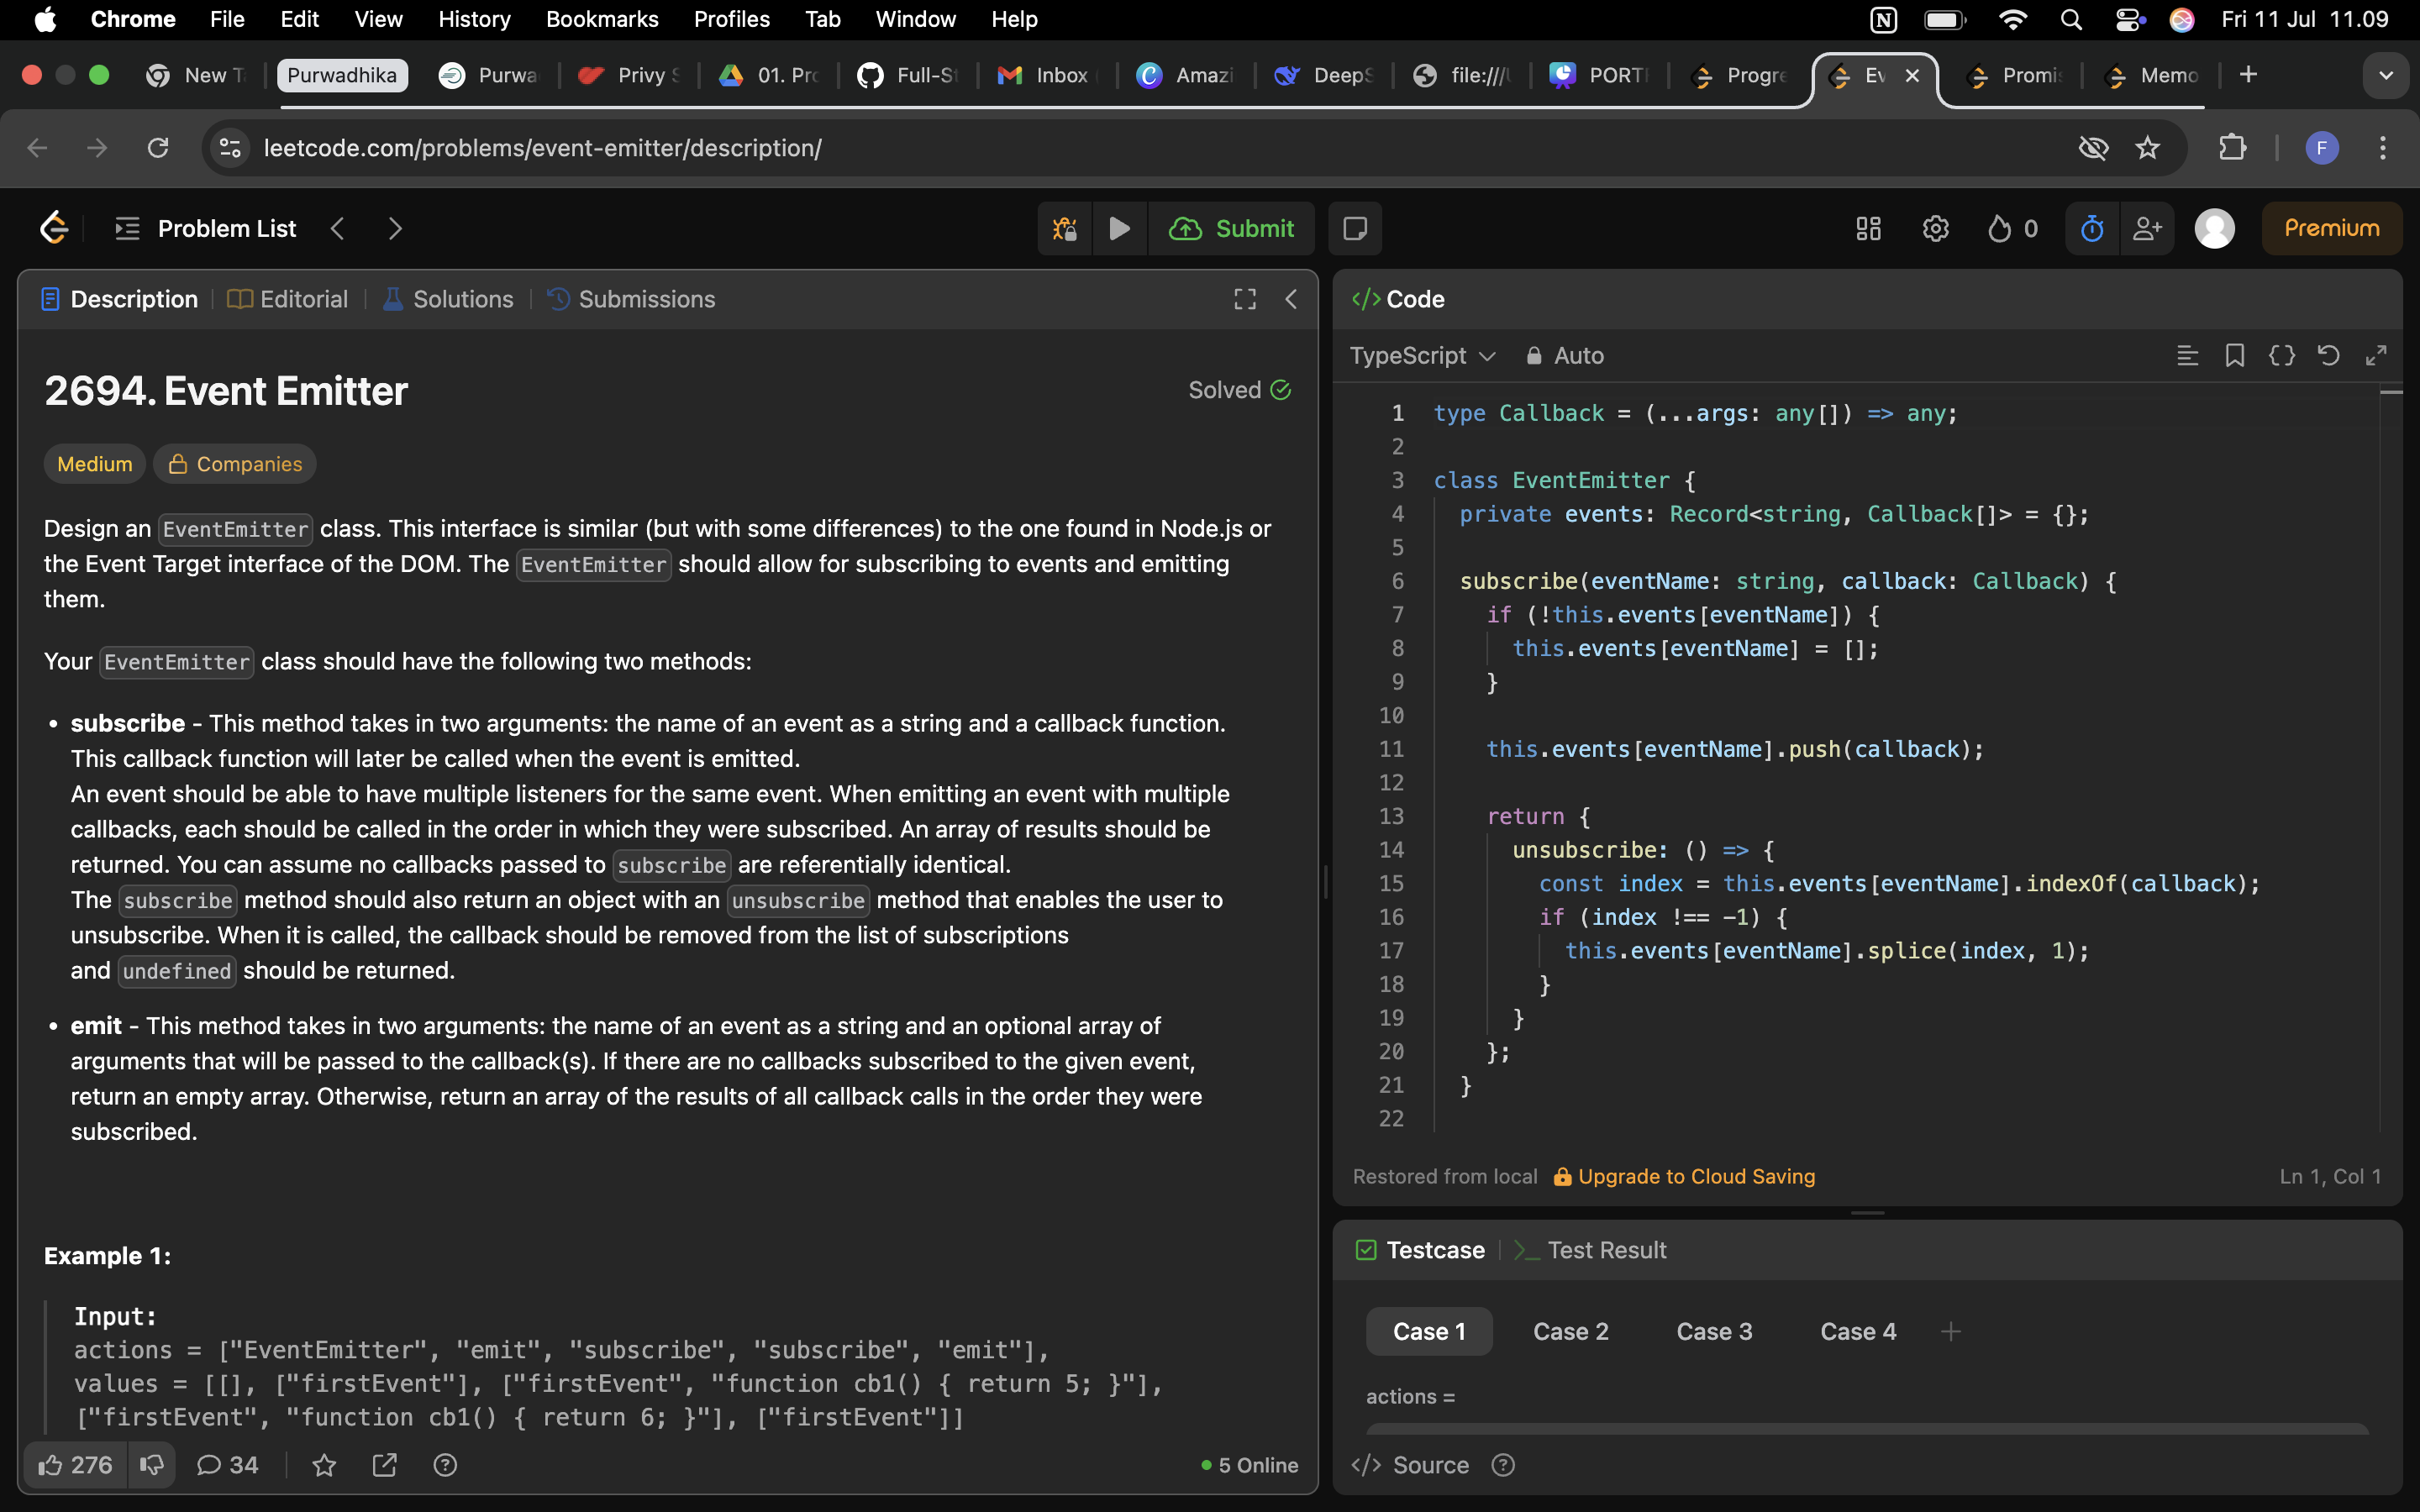 Chrome File Edit View History Bookmarks Profiles Tab Window Help Fri 11 Jul 11.09
New Purwadhika Purwa Privy 01. Pro Full-St Inbox Amazi DeepS file:/// PORT Progre Ev Promis Memo
leetcode.com/problems/event-emitter/description/ F
Problem List Submit 0 Premium
Description Editorial Solutions Submissions
2694. Event Emitter
Solved
Medium Companies
Design an EventEmitter class. This interface is similar (but with some differences) to the one found in Node.js or
the Event Target interface of the DOM. The EventEmitter should allow for subscribing to events and emitting
them.
Your EventEmitter class should have the following two methods:
• subscribe - This method takes in two arguments: the name of an event as a string and a callback function.
This callback function will later be called when the event is emitted.
An event should be able to have multiple listeners for the same event. When emitting an event with multiple
callbacks, each should be called in the order in which they were subscribed. An array of results should be
returned. You can assume no callbacks passed to subscribe are referentially identical.
The subscribe method should also return an object with an unsubscribe method that enables the user to
unsubscribe. When it is called, the callback should be removed from the list of subscriptions
and undefined should be returned.
• emit - This method takes in two arguments: the name of an event as a string and an optional array of
arguments that will be passed to the callback(s). If there are no callbacks subscribed to the given event,
return an empty array. Otherwise, return an array of the results of all callback calls in the order they were
subscribed.
Example 1:
Input:
actions = ["EventEmitter", "emit", "subscribe", "subscribe", "emit"],
values = [[], ["firstEvent"], ["firstEvent", "function cb1() { return 5; }"],
["firstEvent", "function cb1() { return 6; }"], ["firstEvent"]]
276 34 5 Online
</> Code
TypeScript Auto
1 type Callback = (...args: any[]) => any;
2
3 class EventEmitter {
4 private events: Record<string, Callback[]> = {};
5
6 subscribe(eventName: string, callback: Callback) {
7 if (!this.events[eventName]) {
8 this.events[eventName] = [];
9 }
10
11 this.events[eventName].push(callback);
12
13 return {
14 unsubscribe: () => {
15 const index = this.events[eventName].indexOf(callback);
16 if (index !== -1) {
17 this.events[eventName].splice(index, 1);
18 }
19 }
20 };
21 }
22
Restored from local Upgrade to Cloud Saving Ln 1, Col 1
Testcase >_ Test Result
Case 1 Case 2 Case 3 Case 4 +
actions =
</> Source